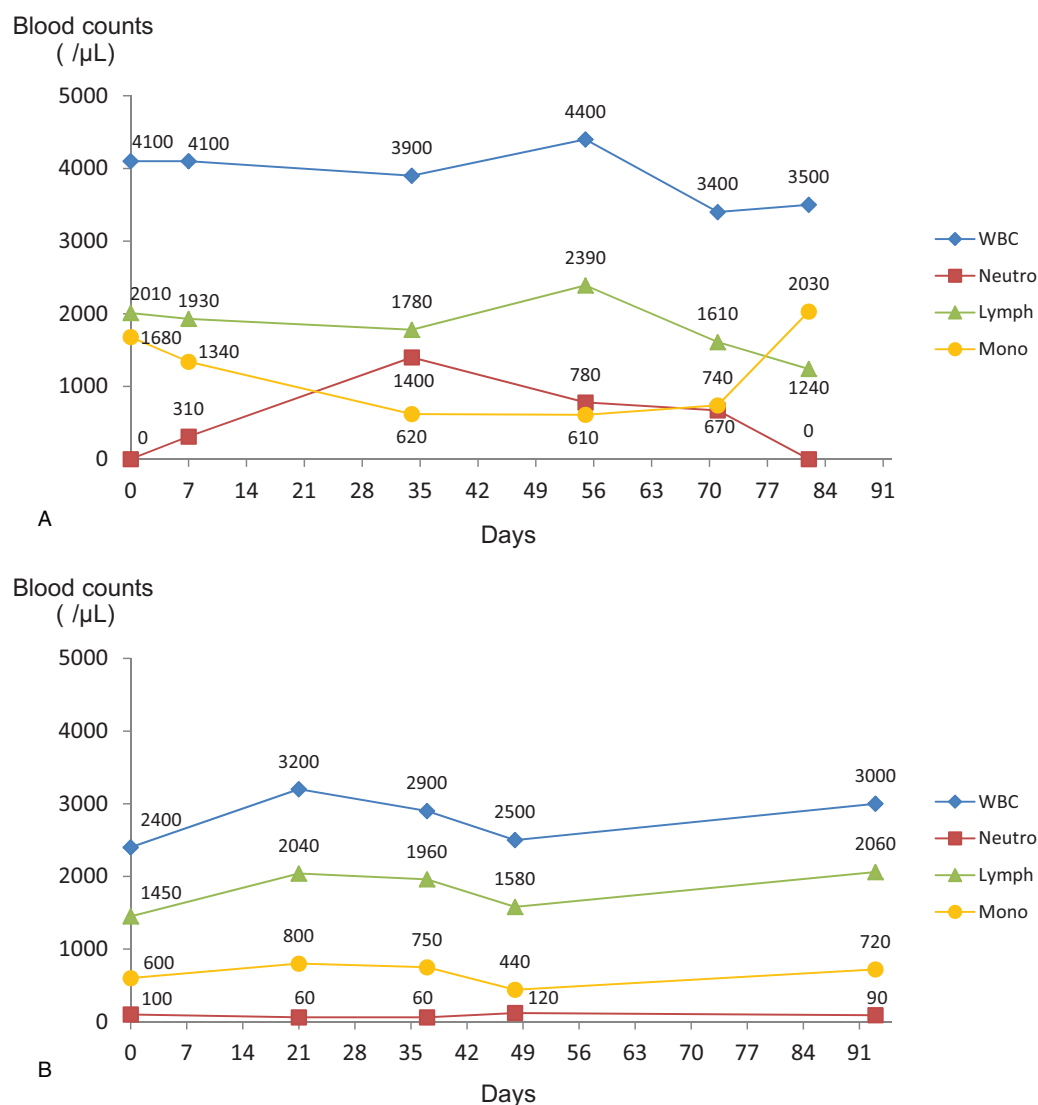 Blood counts
( /µL)
5000
4400
4100 4100
3900
4000
3400 3500
3000
WBC
2390
Neutro
2010 1930
1780
1610
2030
Lymph
2000
Mono
1680 1340
1400
780
740
1240
1000
310
620
610
670
0
0
0
0 7 14 21 28 35 42 49 56 63 70 77 84 91
A
Days
Blood counts
( /µL)
5000
4000
3200
2900
3000
3000
2400
2500
WBC
Neutro
2040
1960
2060
Lymph
2000
1450
1580
Mono
1000
800
750
720
600
440
100
60
60
120
90
0
0 7 14 21 28 35 42 49 56 63 70 77 84 91
B
Days